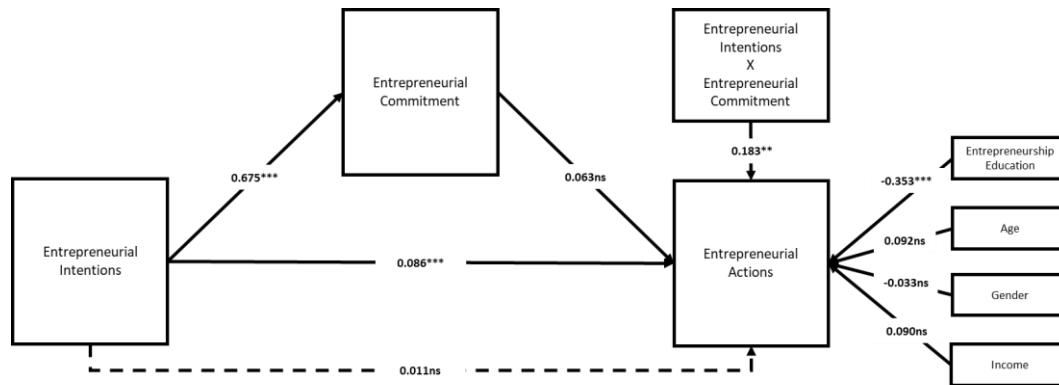 Entrepreneurial
Intentions
X
Entrepreneurial
Commitment
Entrepreneurial
Commitment
0.183**
Entrepreneurship
Education
0.675***
0.063ns
-0.353***
Age
0.092ns
Entrepreneurial
Intentions
0.086***
Entrepreneurial
Actions
-0.033ns
Gender
0.090ns
Income
0.011ns